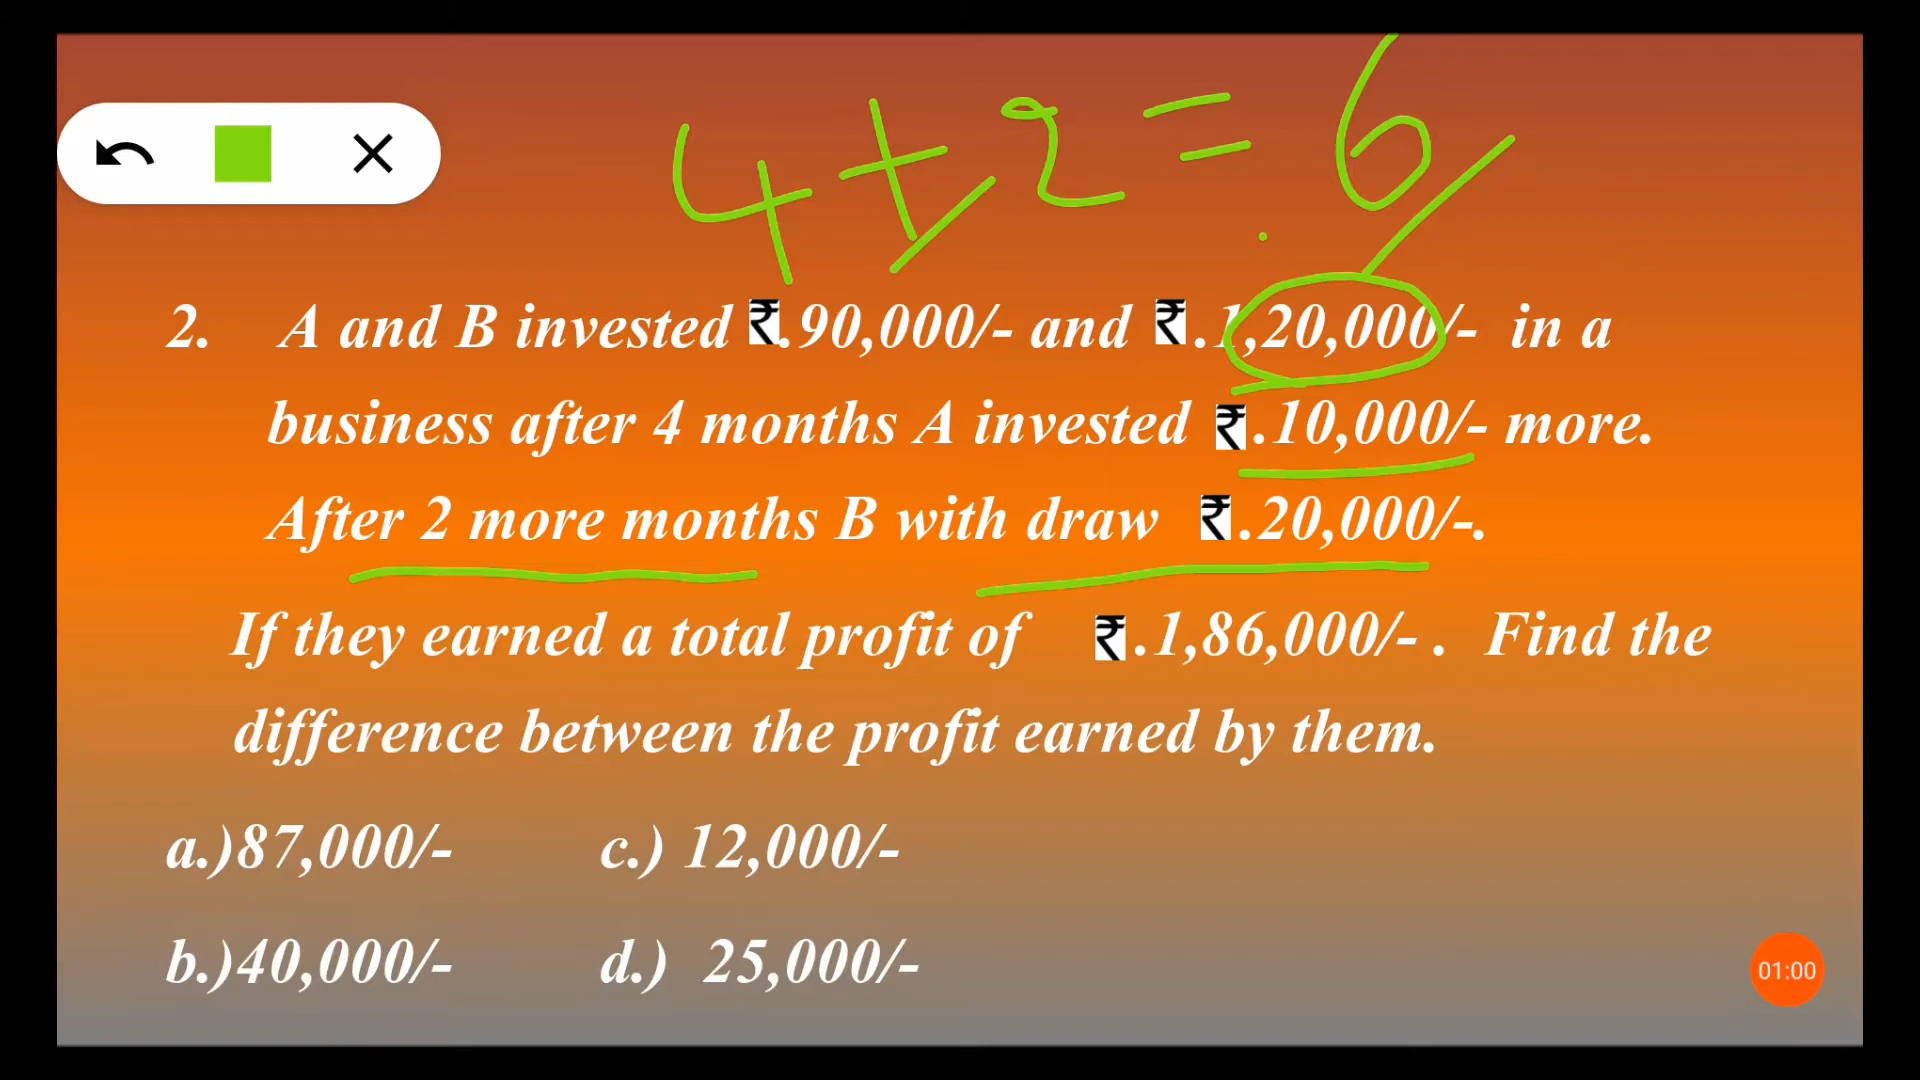 4 + 2 = 6
2. A and B invested ₹.90,000/- and ₹.1,20,000/- in a
business after 4 months A invested ₹.10,000/- more.
After 2 more months B with draw ₹.20,000/-.
If they earned a total profit of ₹.1,86,000/- . Find the
difference between the profit earned by them.
a.)87,000/- c.) 12,000/-
b.)40,000/- d.) 25,000/-
01:00